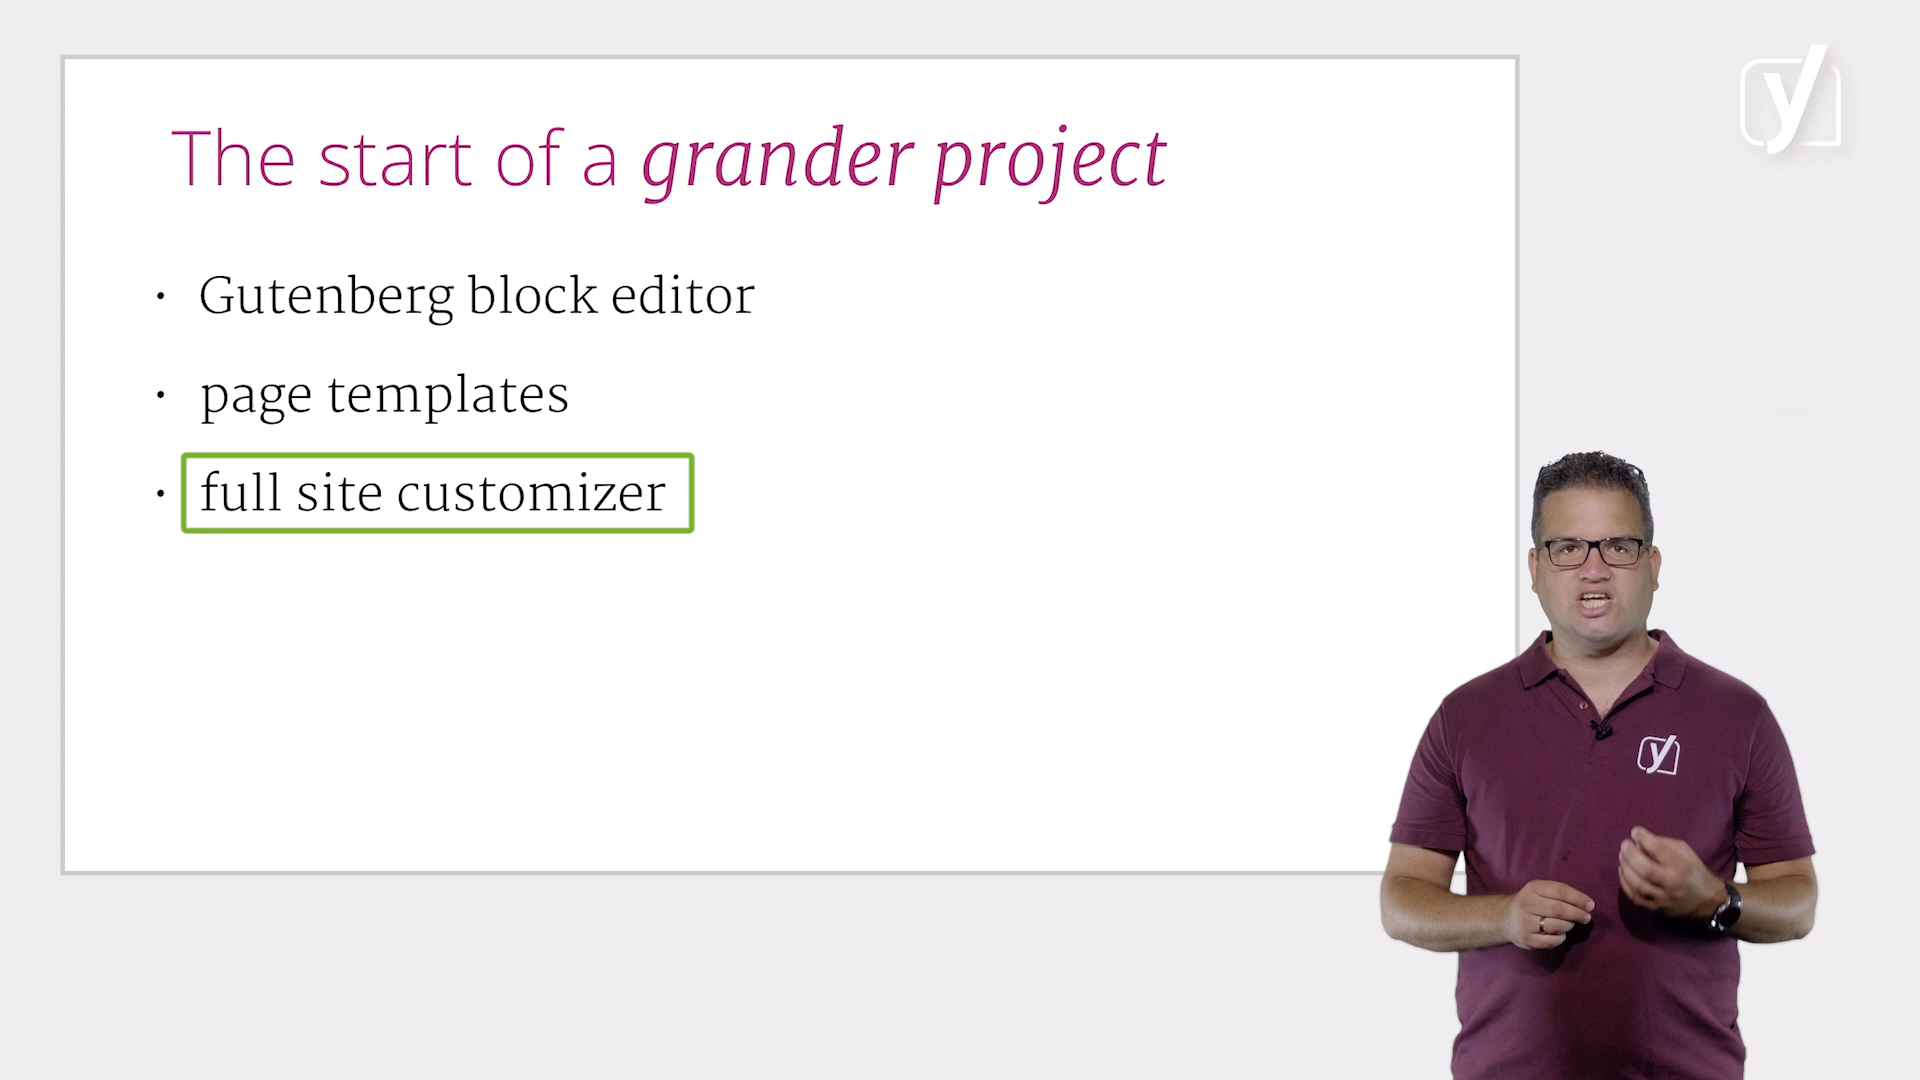 The start of a grander project
• Gutenberg block editor
• page templates
• full site customizer
y
y